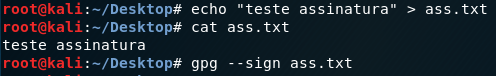 root@kali:~/Desktop# echo "teste assinatura" > ass.txt
root@kali:~/Desktop# cat ass.txt
teste assinatura
root@kali:~/Desktop# gpg --sign ass.txt